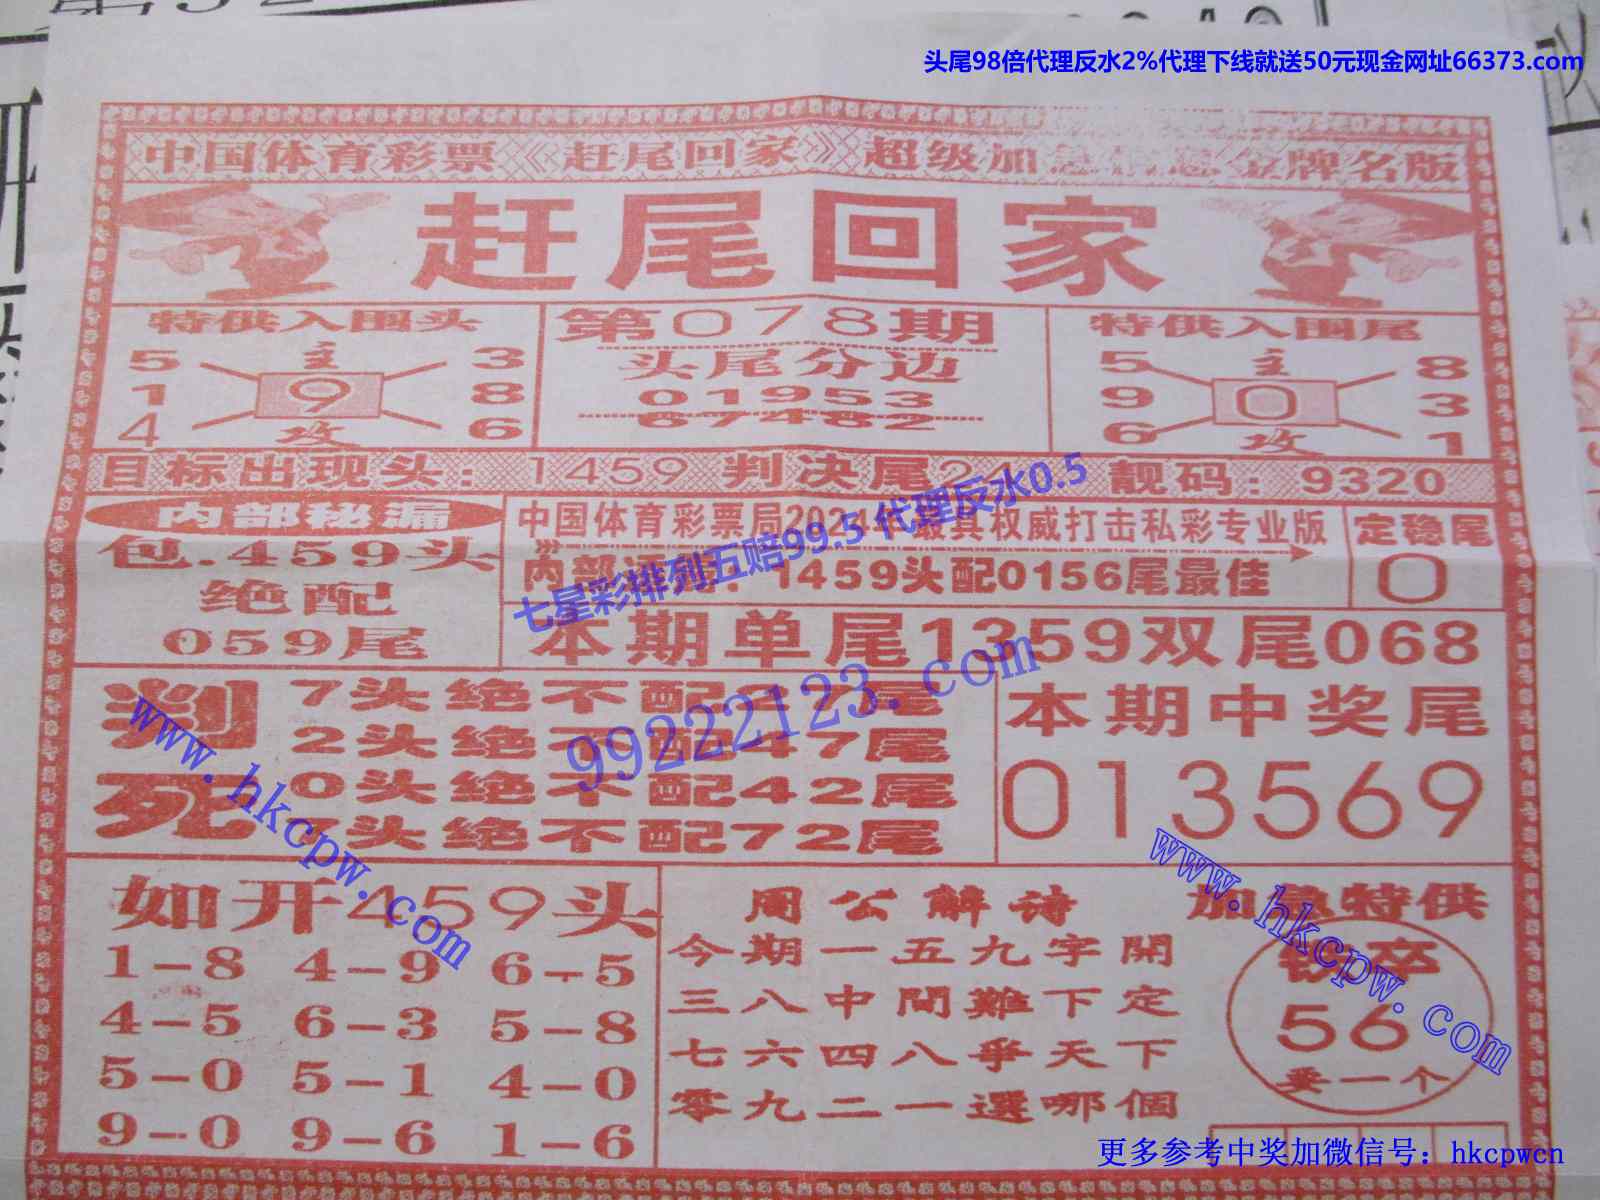 头尾98倍代理反水2%代理下线就送50元现金网址66373.com
中国体育彩票《赶尾回家》超级加急信息金牌名版
赶尾回家
特供入围头
5 主 3
1 9 8
4 攻 6
第078期
头尾分边
01953
67482
特供入围尾
5 主 8
9 0 3
6 攻 1
目标出现头：1459 判决尾24 靓码：9320
内部秘漏
包.459头
绝配
059尾
中国体育彩票局 最具权威打击私彩专业版
内部 ：1459头配0156尾最佳
定稳尾
0
七星彩排列五赔99.5代理反水0.5
本期单尾1359双尾068
判死
7头绝不配 尾
2头绝不配47尾
0头绝不配42尾
头绝不配72尾
99222123.com
本期中奖尾
013569
www.hkcpw.com
如开459头
1-8 4-9 6-5
4-5 6-3 5-8
5-0 5-1 4-0
9-0 9-6 1-6
周公解诗
今期一五九字開
三八中間難下定
七六四八爭天下
零九二一選哪個
加急特供
56
卖一个
www.hkcpw.com
更多参考中奖加微信号：hkcpwcn